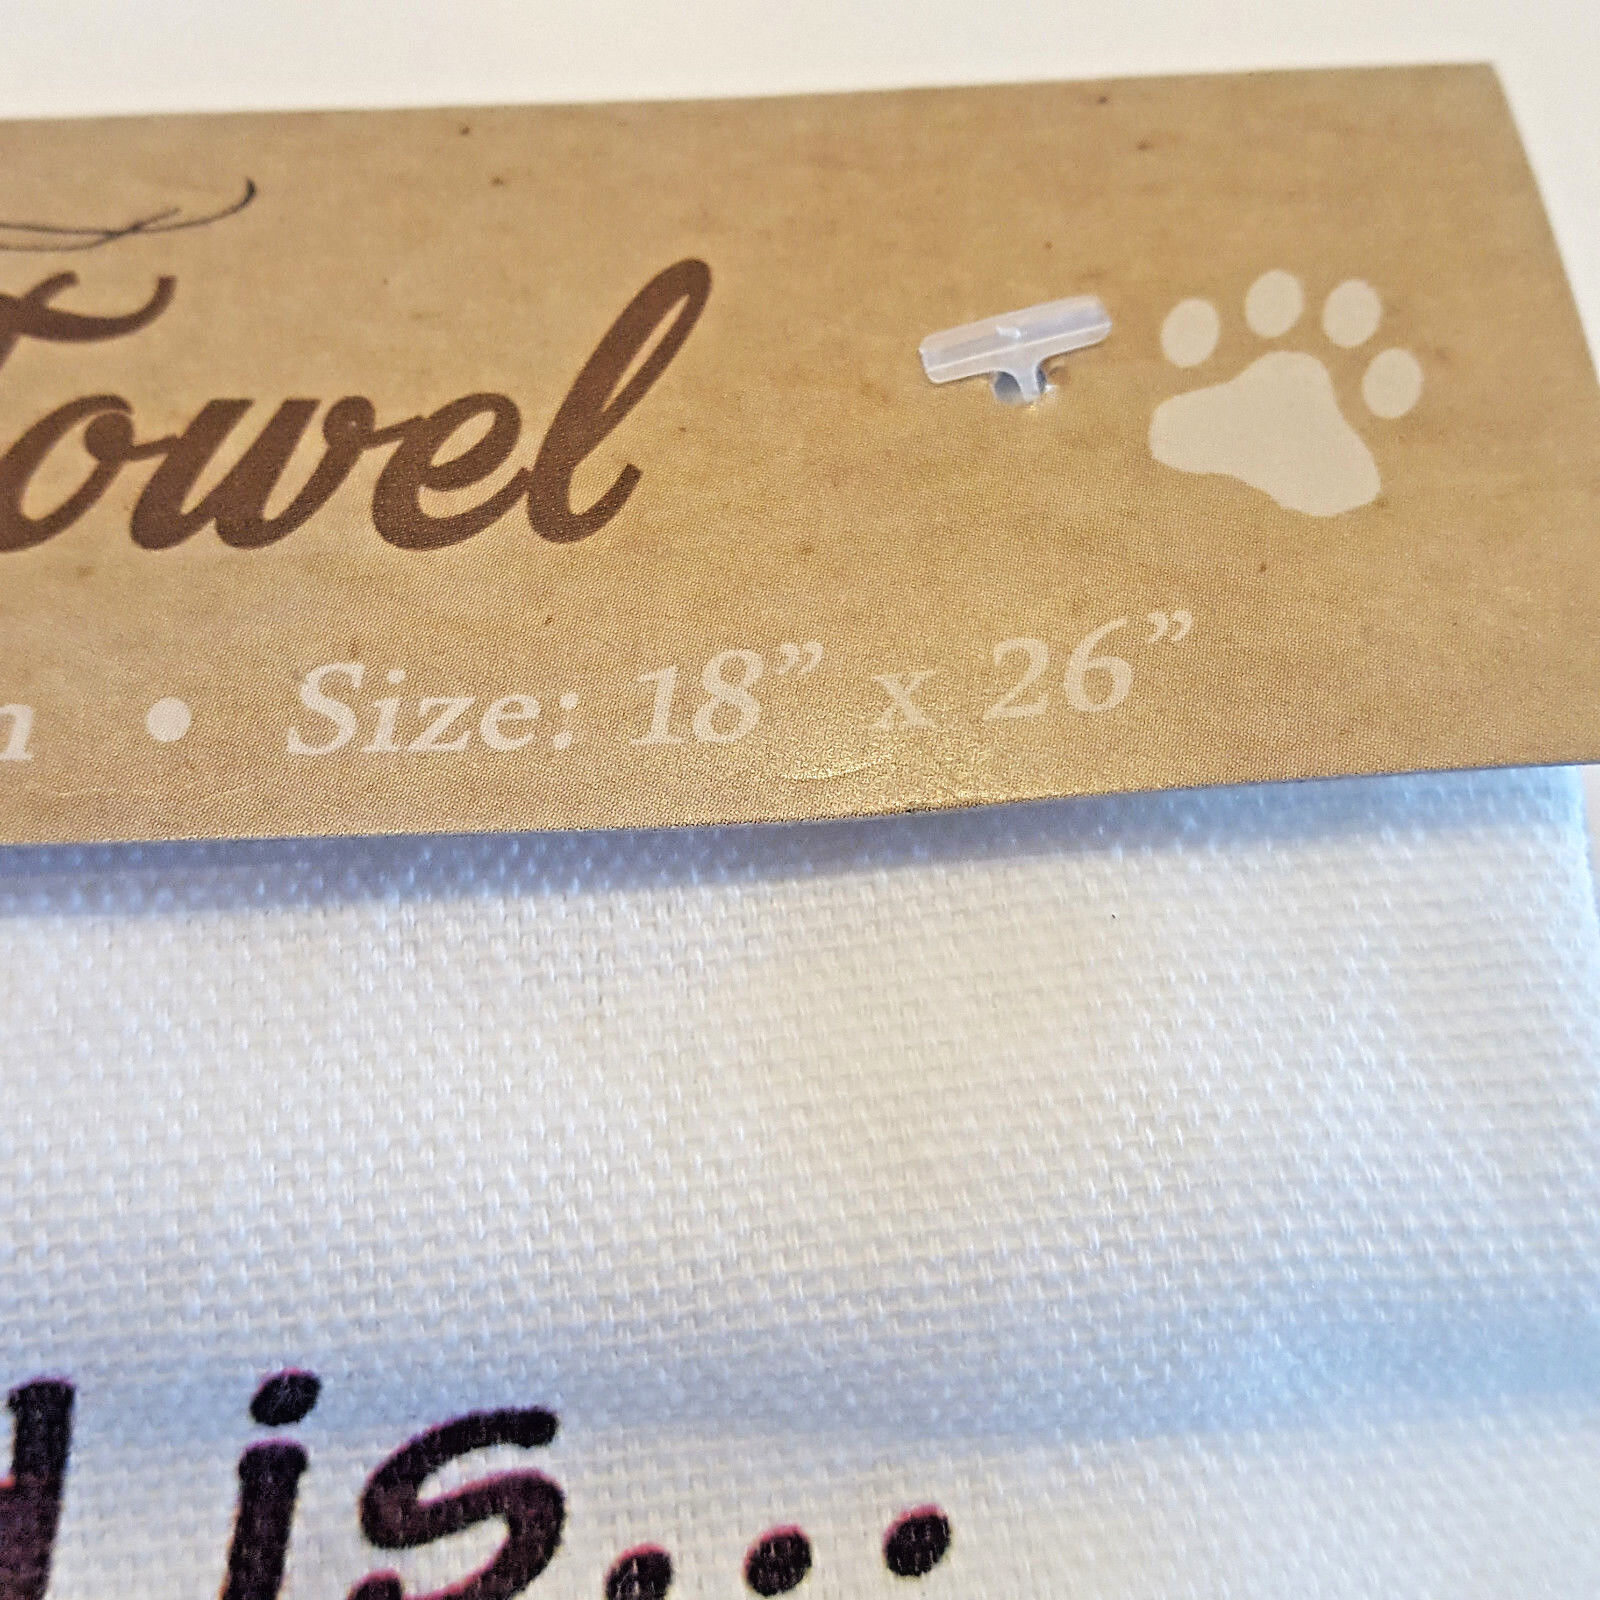 Towel
• Size: 18” x 26”
is...